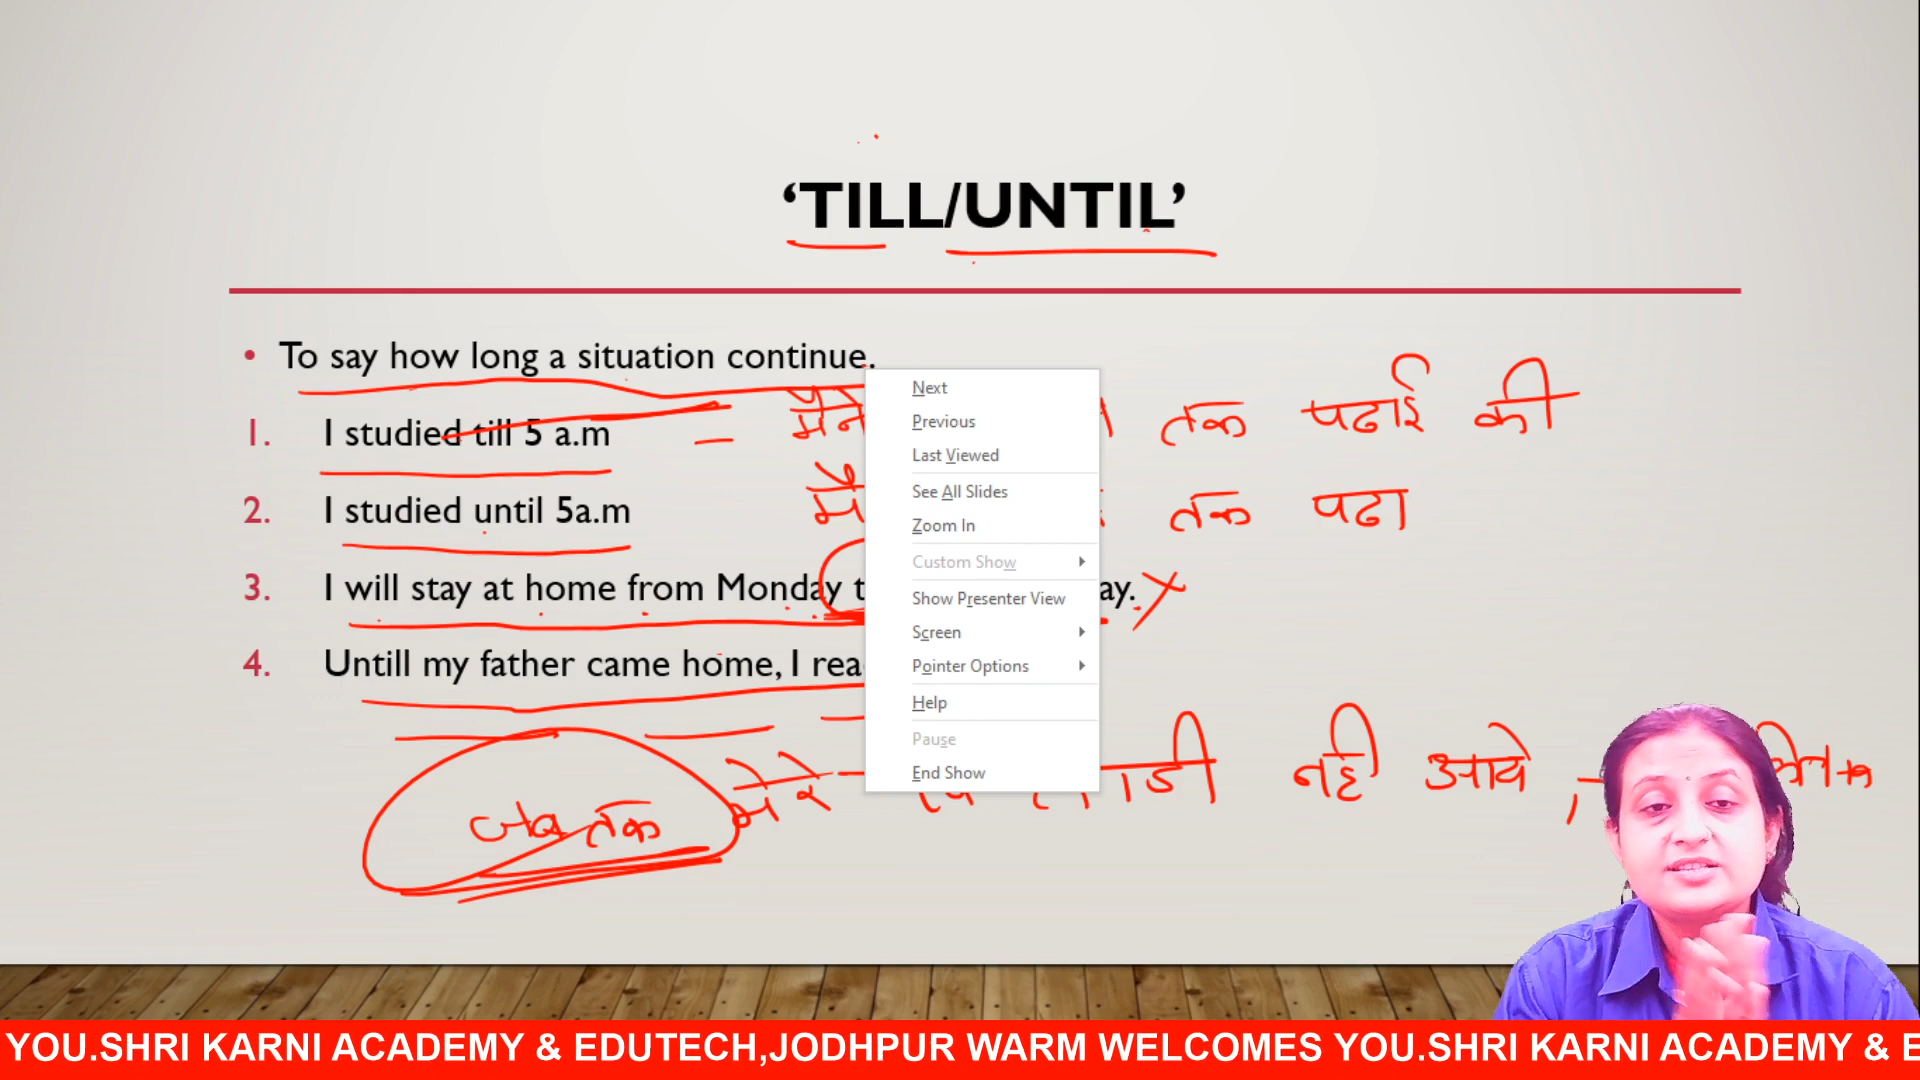 ‘TILL/UNTIL’
• To say how long a situation continue.
1. I studied till 5 a.m = मैंने तक पढाई की
2. I studied until 5a.m मैं तक पढा
3. I will stay at home from Monday t ay. X
4. Untill my father came home, I rea
जब तक मेरे नही आये
Next
Previous
Last Viewed
See All Slides
Zoom In
Custom Show
Show Presenter View
Screen
Pointer Options
Help
Pause
End Show
YOU.SHRI KARNI ACADEMY & EDUTECH,JODHPUR WARM WELCOMES YOU.SHRI KARNI ACADEMY & E